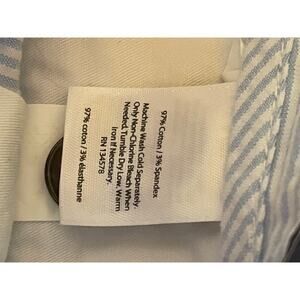 97% Cotton / 3% Spandex
Machine Wash Cold Separately
Only Non-Chlorine Bleach When
Needed. Tumble Dry Low. Warm
Iron If Necessary.
RN 134578
97% coton / 3% élasthanne